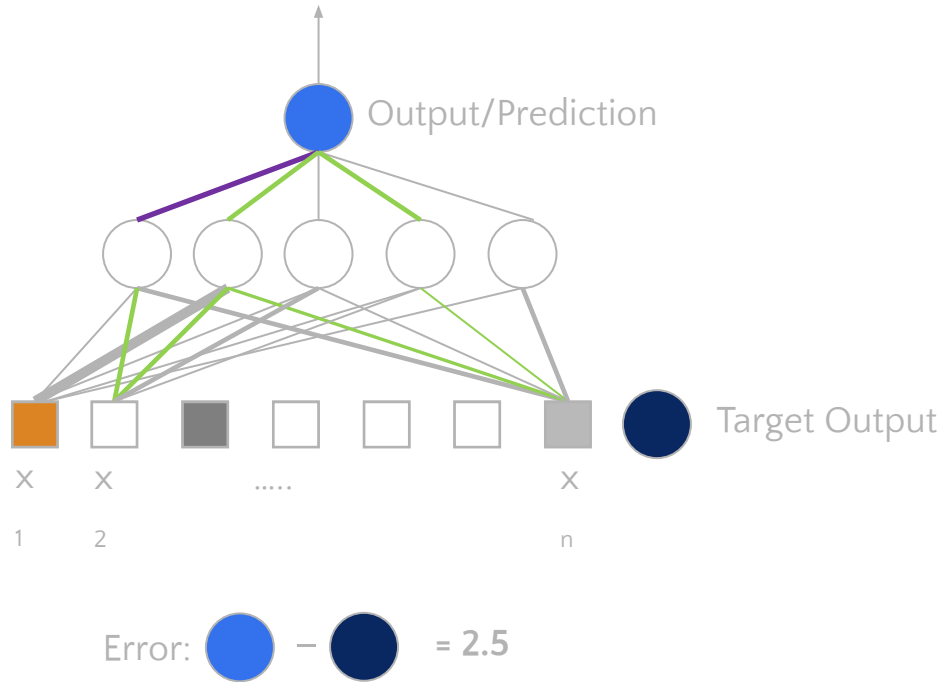 Output/Prediction
Target Output
X X ..... X
1 2 n
Error: – = 2.5